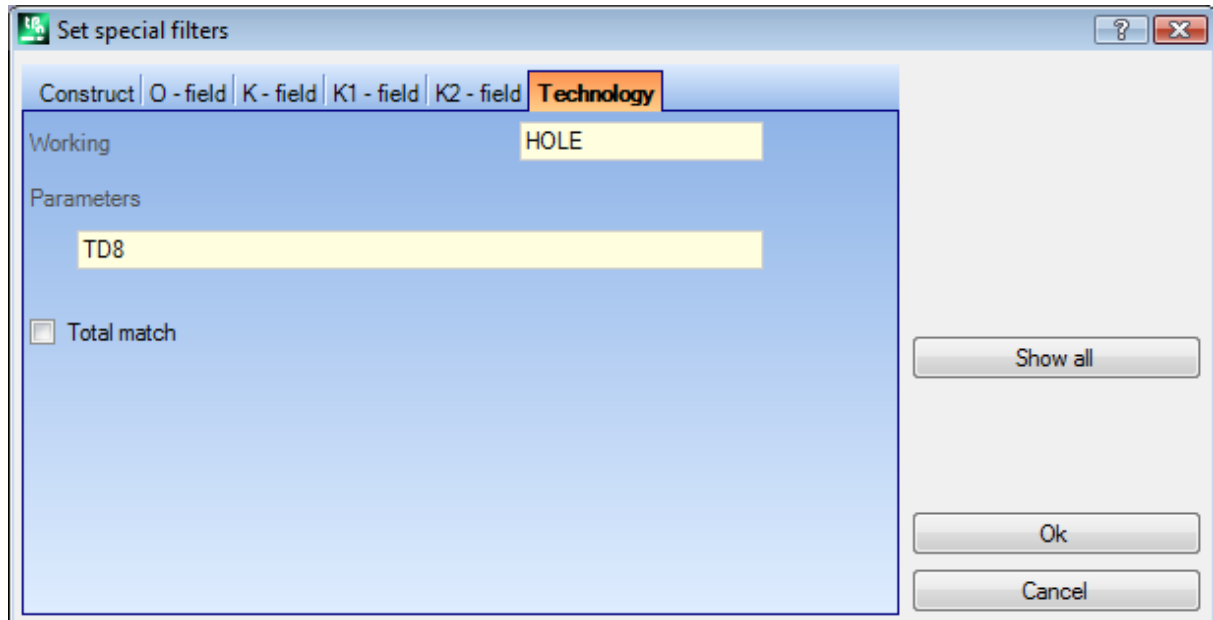 Set special filters
Construct O - field K - field K1 - field K2 - field Technology
Working HOLE
Parameters
TD8
Total match
Show all
Ok
Cancel